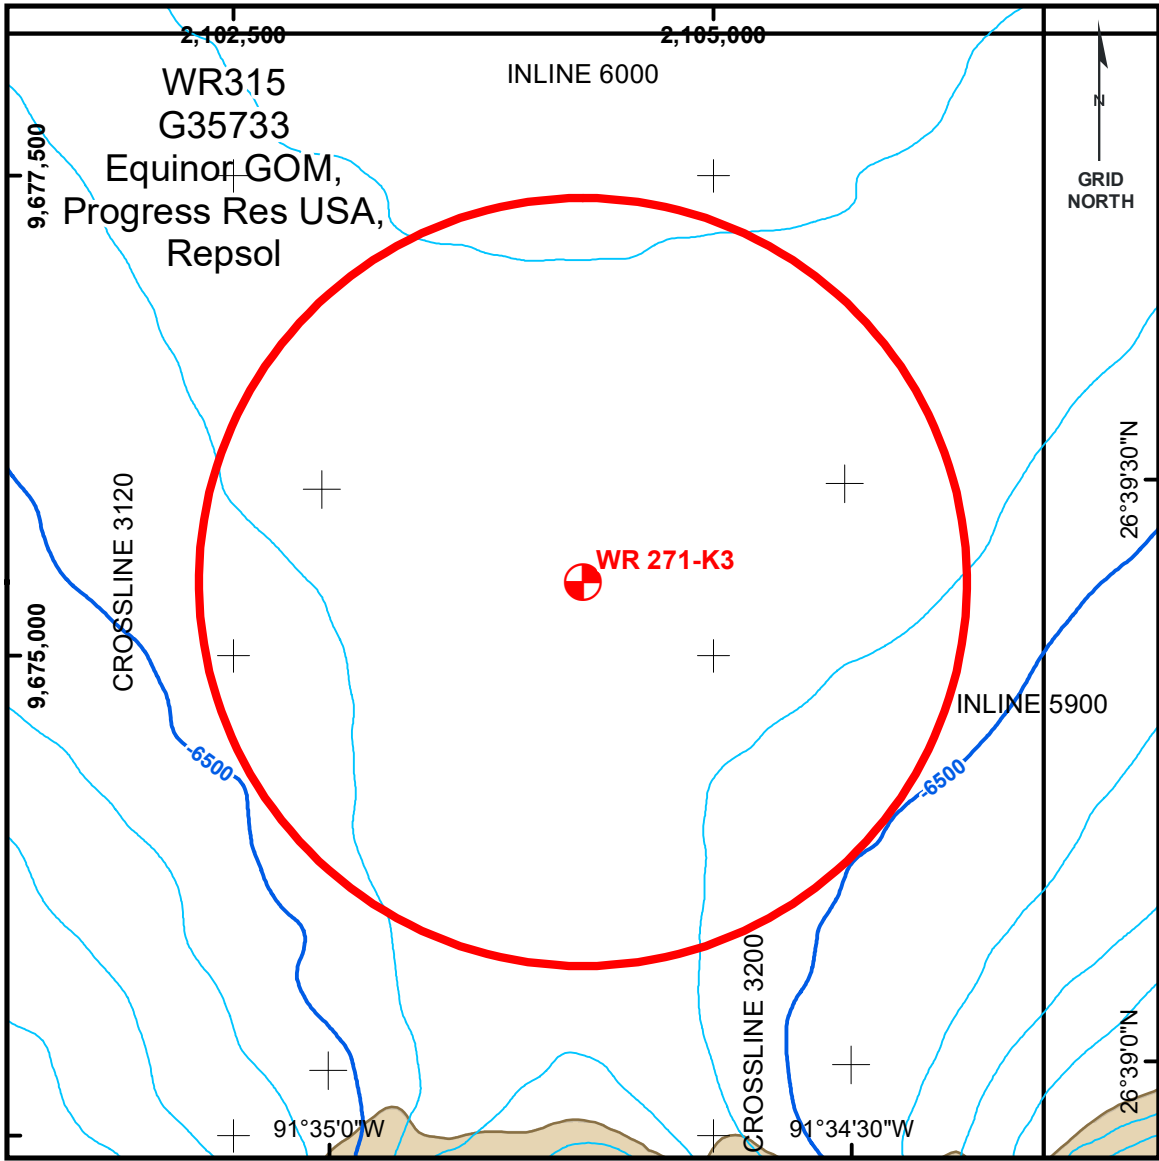 2,102,500
2,105,000
INLINE 6000
WR315
G35733
Equinor GOM,
Progress Res USA,
Repsol
N
GRID
NORTH
9,677,500
26°39'30"N
CROSSLINE 3120
WR 271-K3
9,675,000
INLINE 5900
-6500
-6500
CROSSLINE 3200
26°39'0"N
91°35'0"W
91°34'30"W